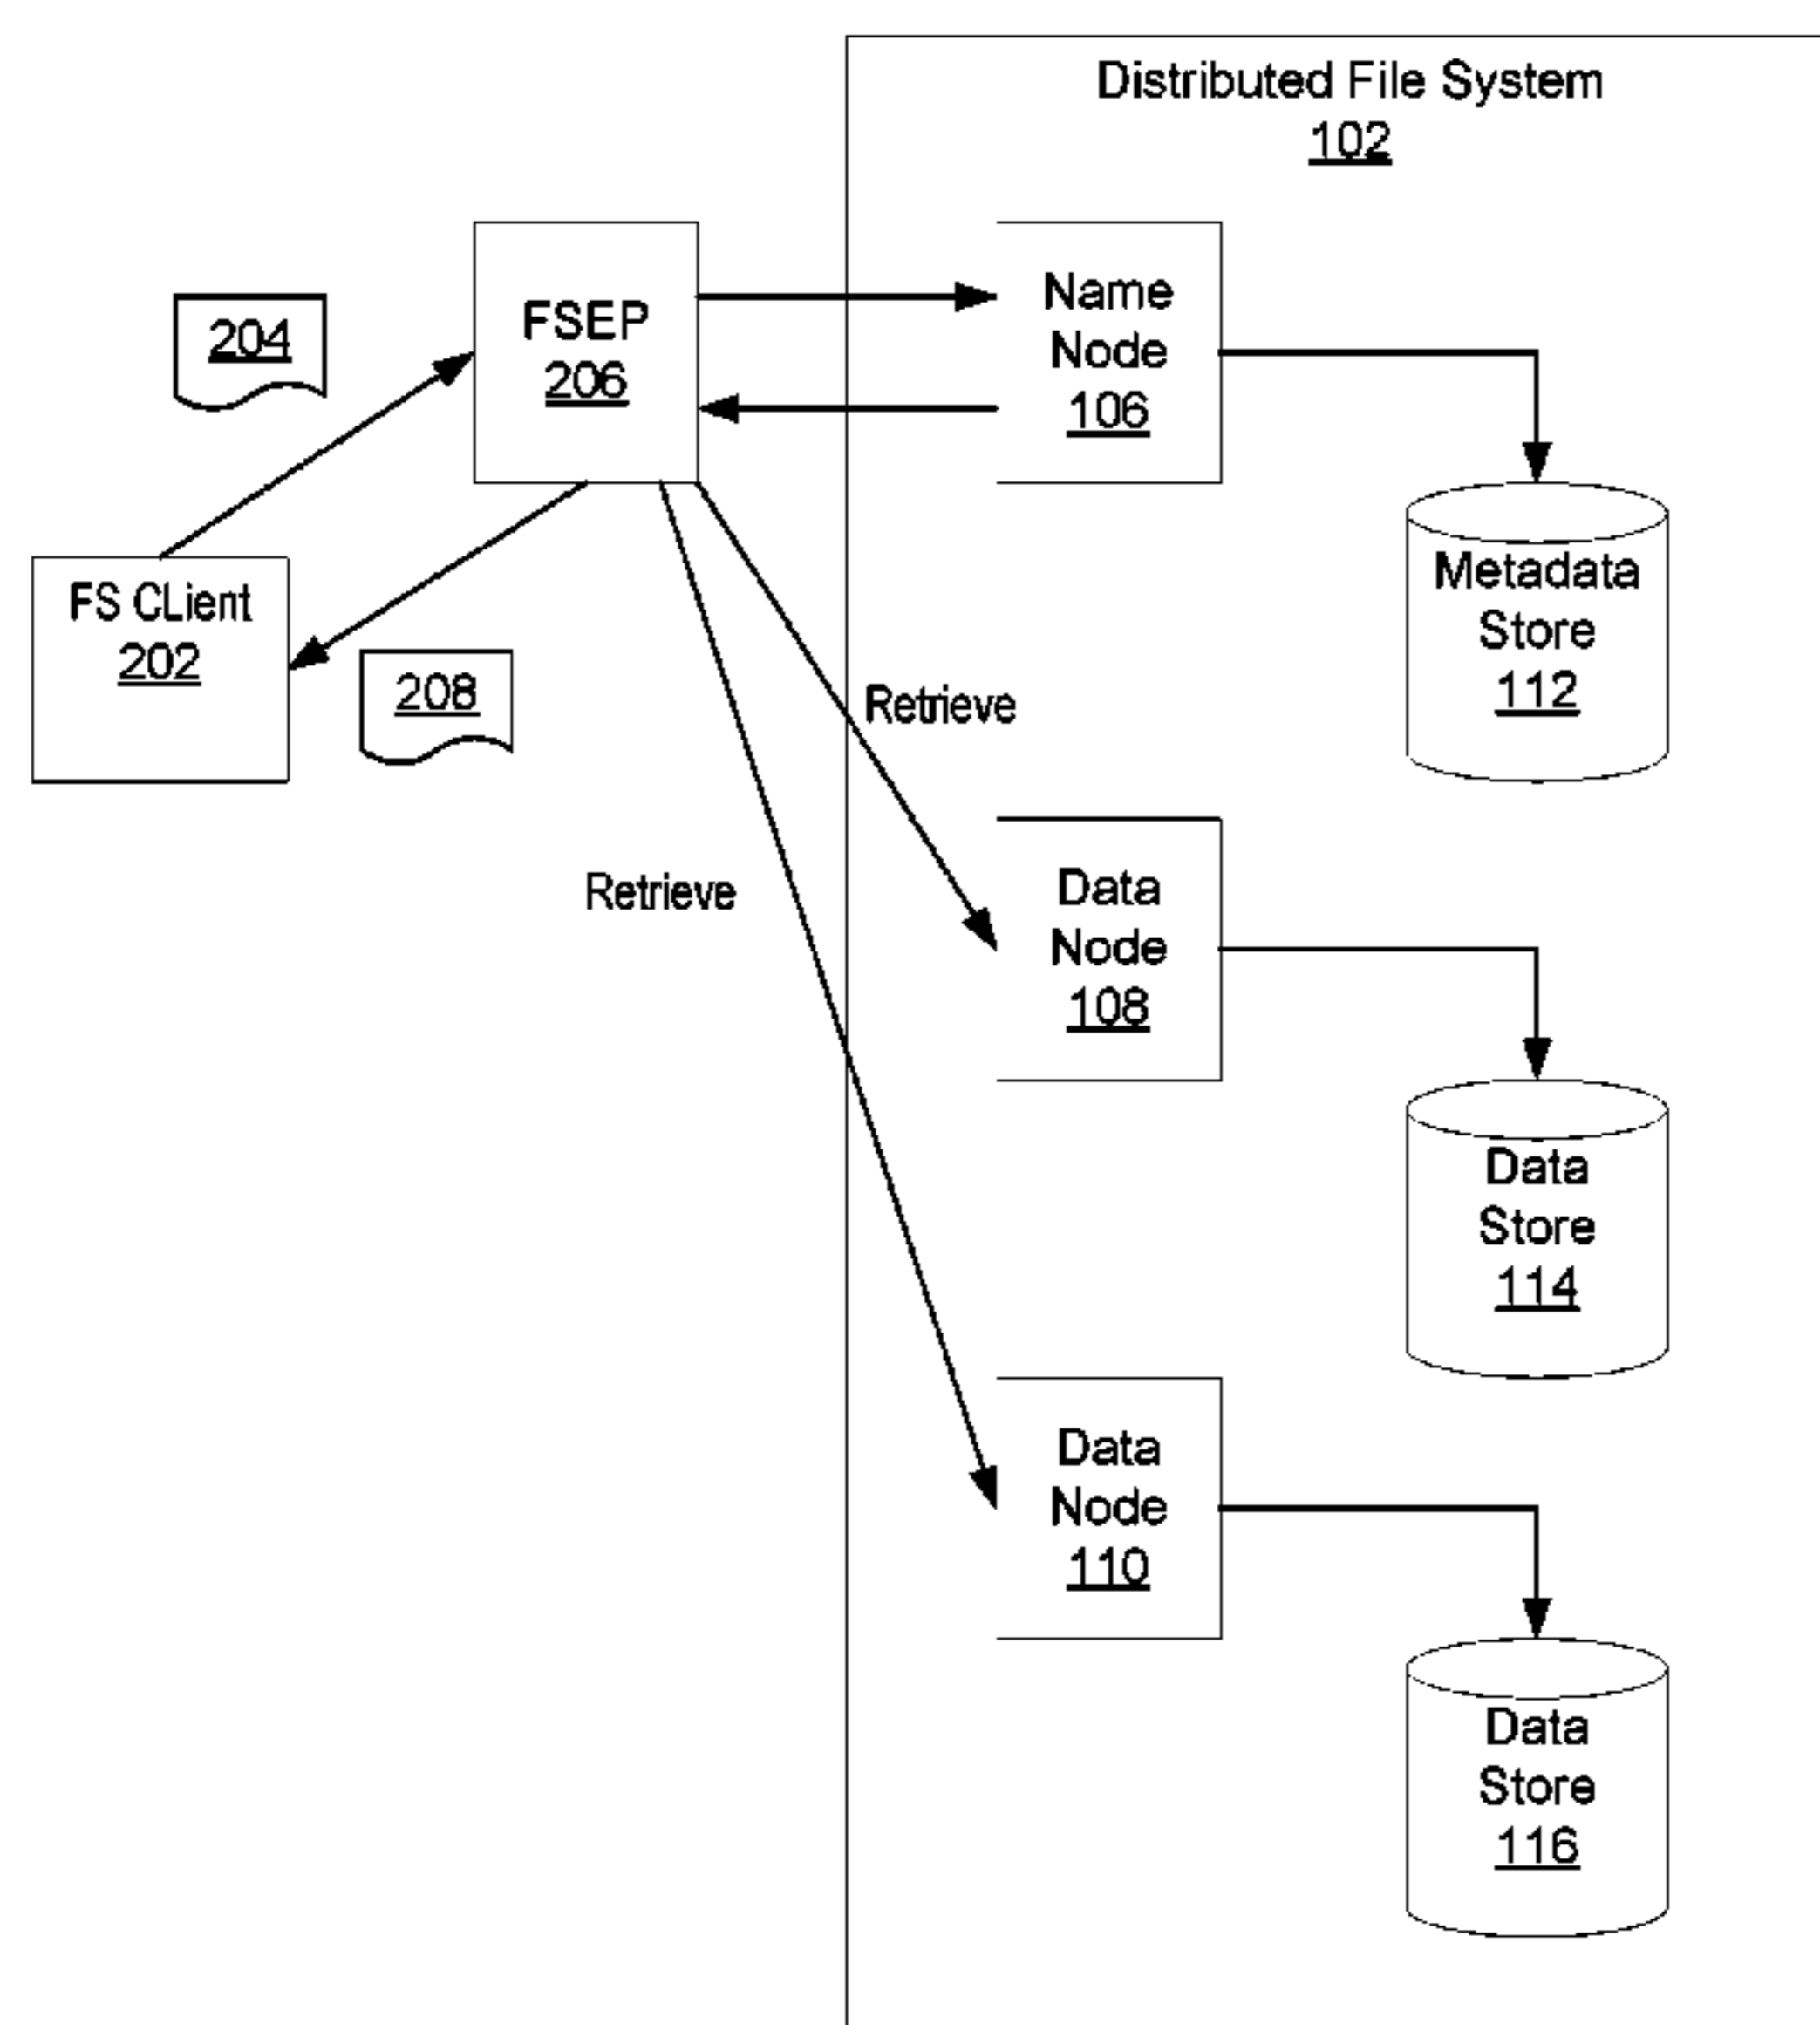 Distributed File System
102
204
FSEP
206
Name
Node
106
FS CLient
202
208
Metadata
Store
112
Retrieve
Retrieve
Data
Node
108
Data
Store
114
Data
Node
110
Data
Store
116